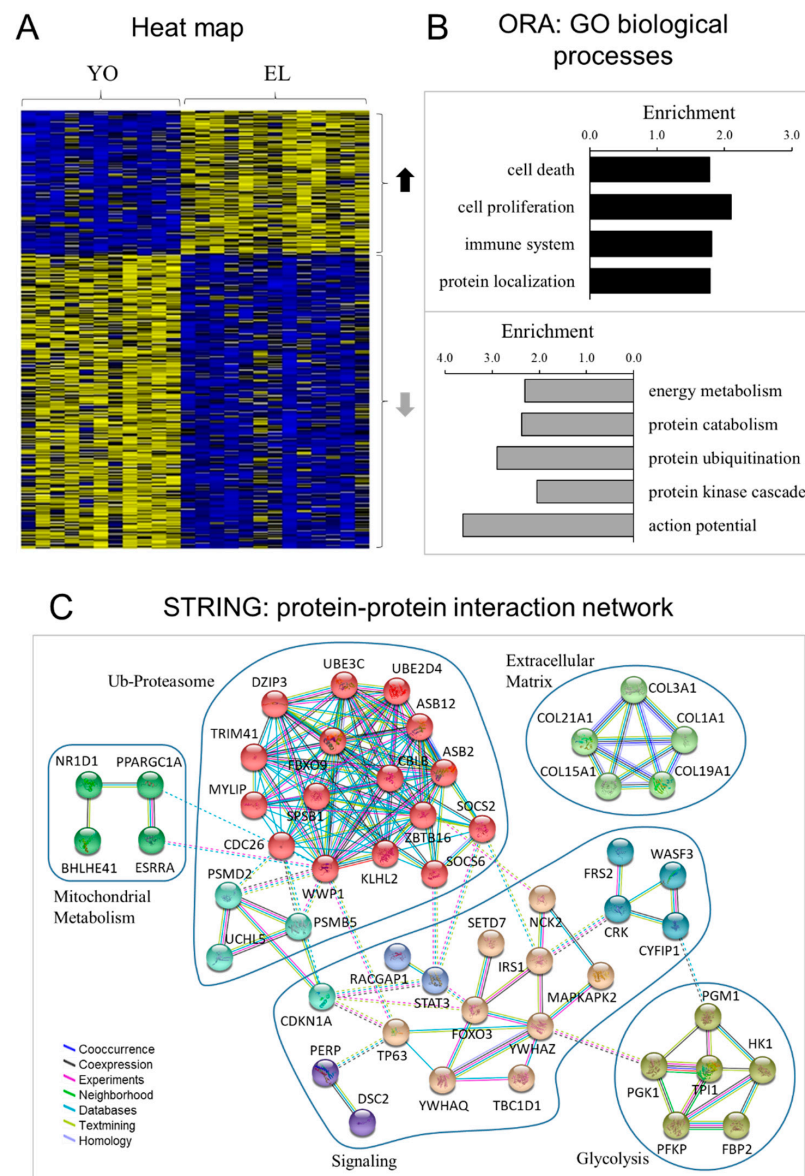 A
Heat map
YO
EL
B
ORA: GO biological
processes
Enrichment
0.0 1.0 2.0 3.0
cell death
cell proliferation
immune system
protein localization
Enrichment
4.0 3.0 2.0 1.0 0.0
energy metabolism
protein catabolism
protein ubiquitination
protein kinase cascade
action potential
C
STRING: protein-protein interaction network
Ub-Proteasome
UBE3C
UBE2D4
DZIP3
ASB12
TRIM41
FBXO9
CBLB
ASB2
MYLIP
SPSB1
ZBTB16
SOCS2
CDC26
WWP1
KLHL2
SOCS6
PSMD2
PSMB5
UCHL5
Extracellular
Matrix
COL3A1
COL21A1
COL1A1
COL15A1
COL19A1
NR1D1
PPARGC1A
BHLHE41
ESRRA
Mitochondrial
Metabolism
FRS2
WASF3
CRK
CYFIP1
NCK2
SETD7
IRS1
MAPKAPK2
RACGAP1
STAT3
FOXO3
CDKN1A
TP63
YWHAZ
PERP
DSC2
YWHAQ
TBC1D1
Signaling
PGM1
HK1
PGK1
TPI1
PFKP
FBP2
Glycolysis
Cooccurrence
Coexpression
Experiments
Neighborhood
Databases
Textmining
Homology